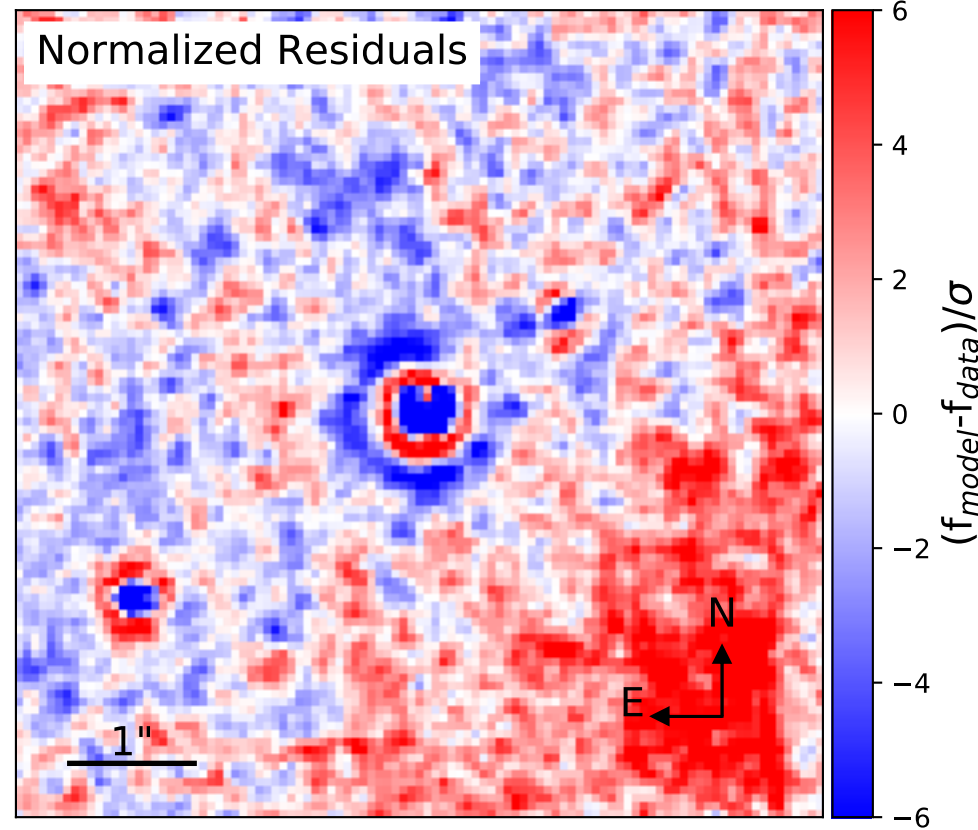 Normalized Residuals
6
4
2
0
−2
−4
−6
(f_model-f_data)/σ
N
E
1"